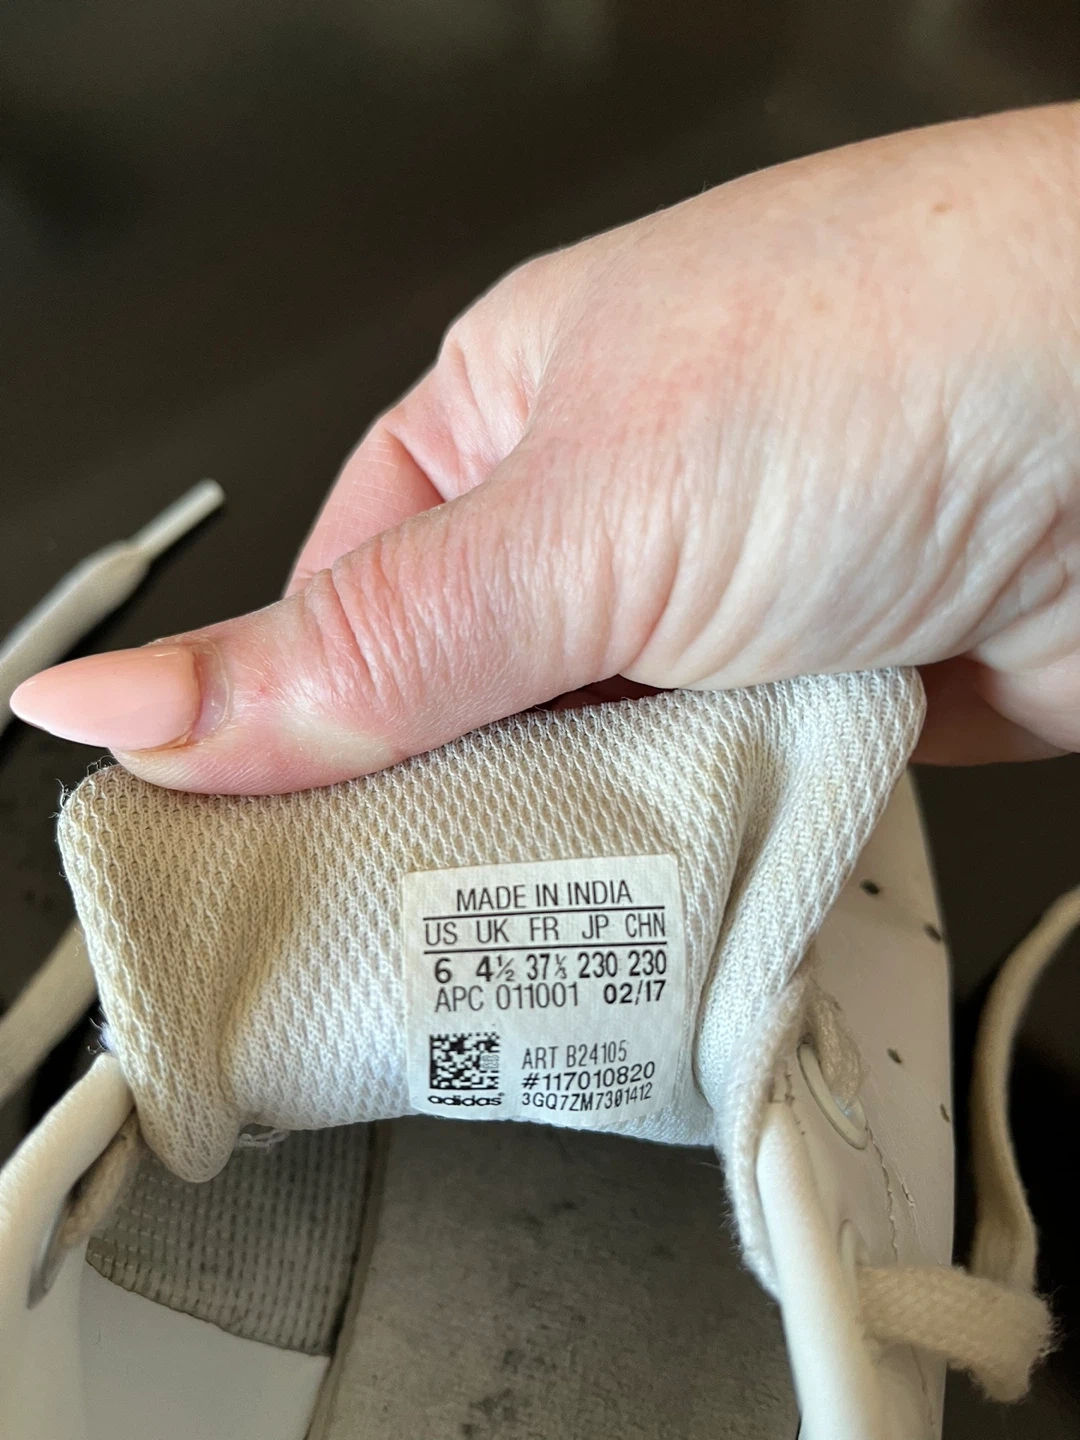 MADE IN INDIA
US UK FR JP CHN
6 4½ 37⅓ 230 230
APC 011001 02/17
ART B24105
#117010820
adidas® 3GQ7ZM7301412